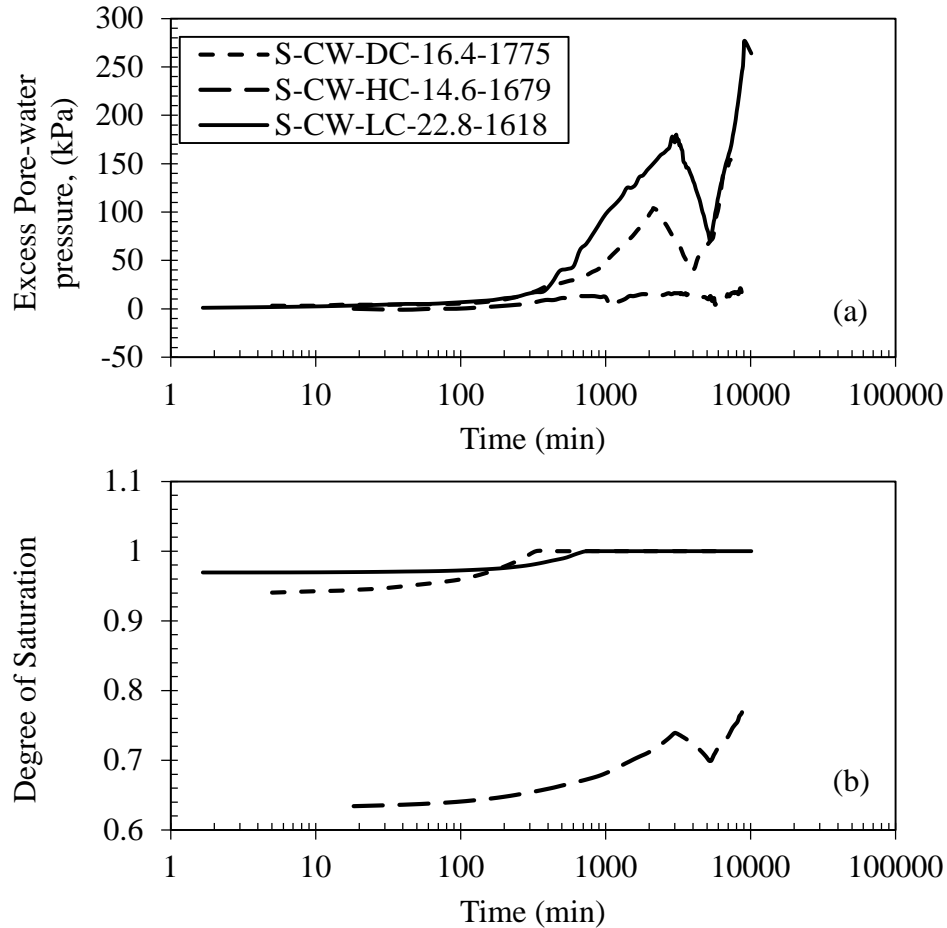 300
250
200
150
100
50
0
-50
Excess Pore-water
pressure, (kPa)
S-CW-DC-16.4-1775
S-CW-HC-14.6-1679
S-CW-LC-22.8-1618
(a)
1 10 100 1000 10000 100000
Time (min)
1.1
1
0.9
0.8
0.7
0.6
Degree of Saturation
(b)
1 10 100 1000 10000 100000
Time (min)